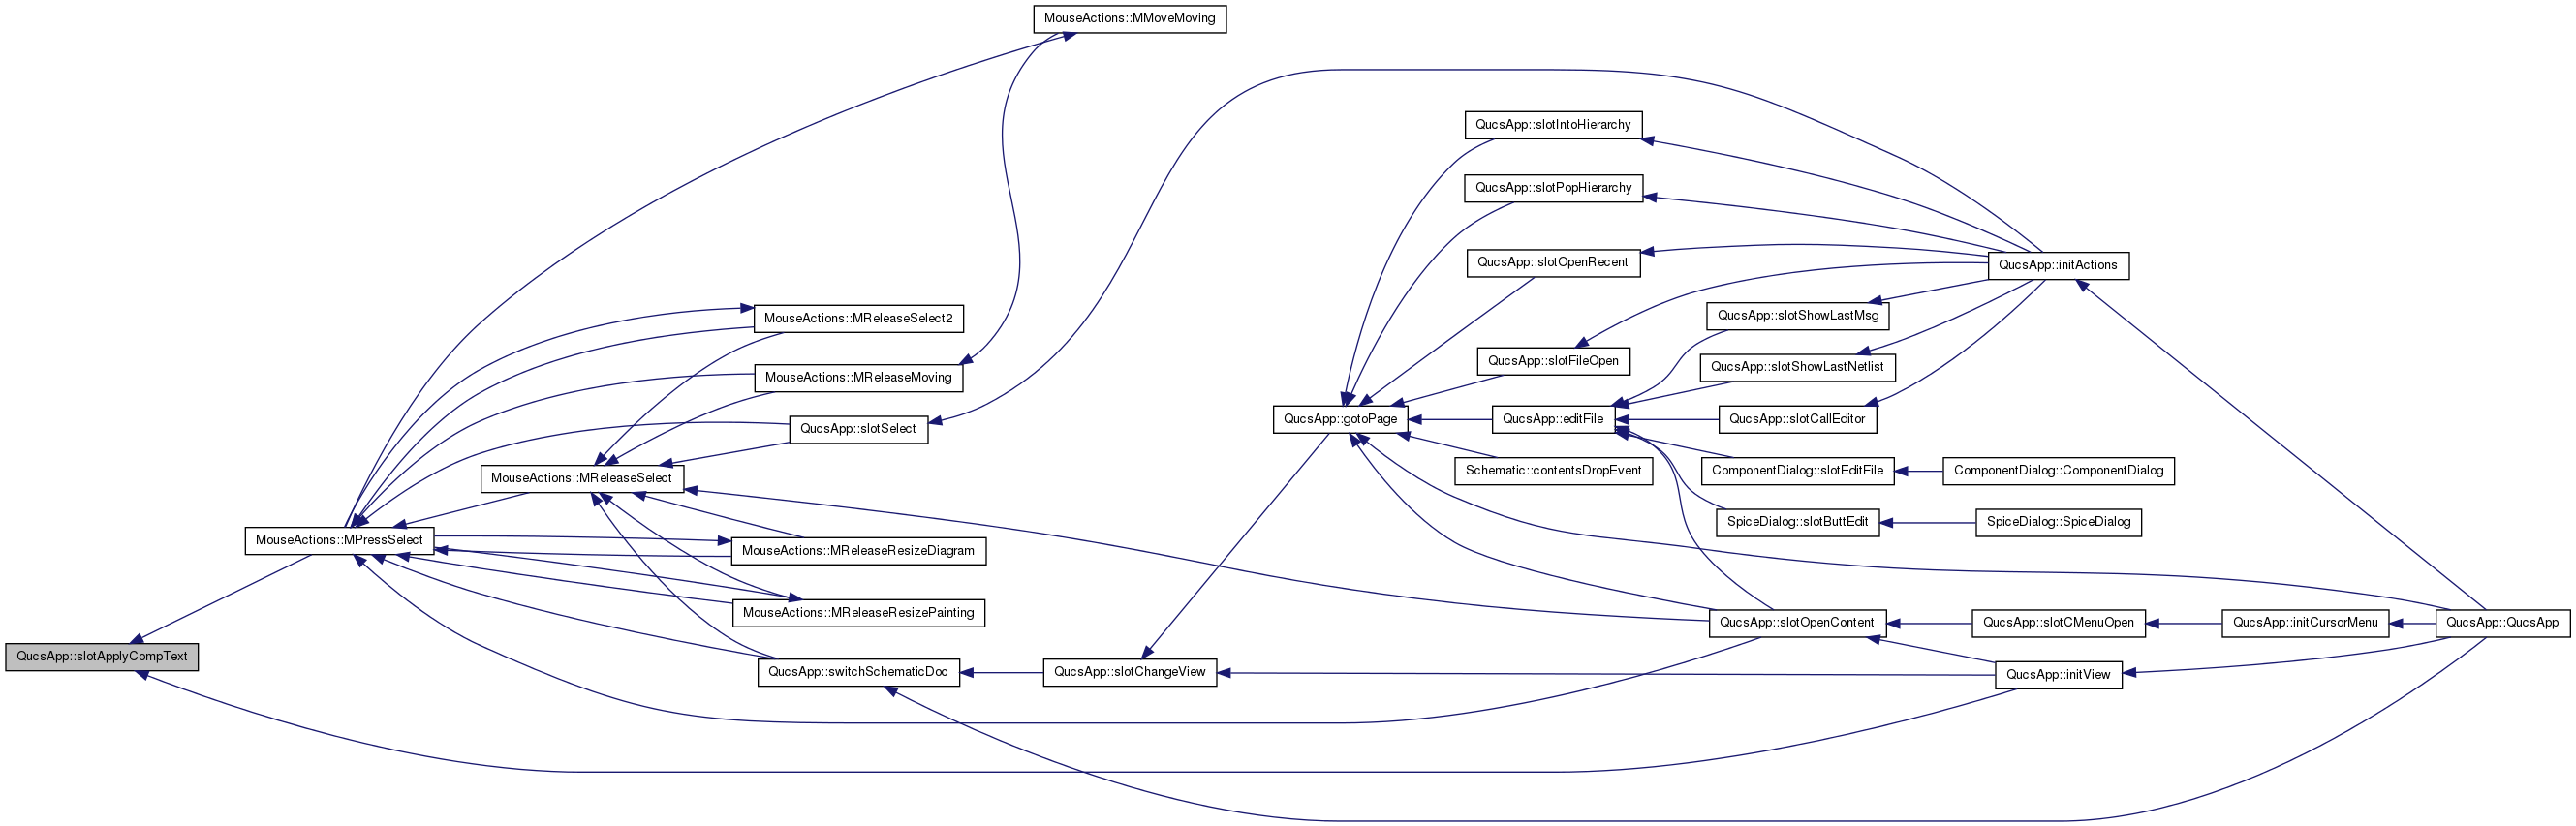 MouseActions::MMoveMoving
QucsApp::slotIntoHierarchy
QucsApp::slotPopHierarchy
QucsApp::slotOpenRecent
QucsApp::initActions
QucsApp::slotShowLastMsg
MouseActions::MReleaseSelect2
QucsApp::slotFileOpen
QucsApp::slotShowLastNetlist
MouseActions::MReleaseMoving
QucsApp::gotoPage
QucsApp::editFile
QucsApp::slotCallEditor
QucsApp::slotSelect
Schematic::contentsDropEvent
ComponentDialog::slotEditFile
ComponentDialog::ComponentDialog
MouseActions::MReleaseSelect
SpiceDialog::slotButtEdit
SpiceDialog::SpiceDialog
MouseActions::MPressSelect
MouseActions::MReleaseResizeDiagram
MouseActions::MReleaseResizePainting
QucsApp::slotOpenContent
QucsApp::slotCMenuOpen
QucsApp::initCursorMenu
QucsApp::QucsApp
QucsApp::slotApplyCompText
QucsApp::switchSchematicDoc
QucsApp::slotChangeView
QucsApp::initView